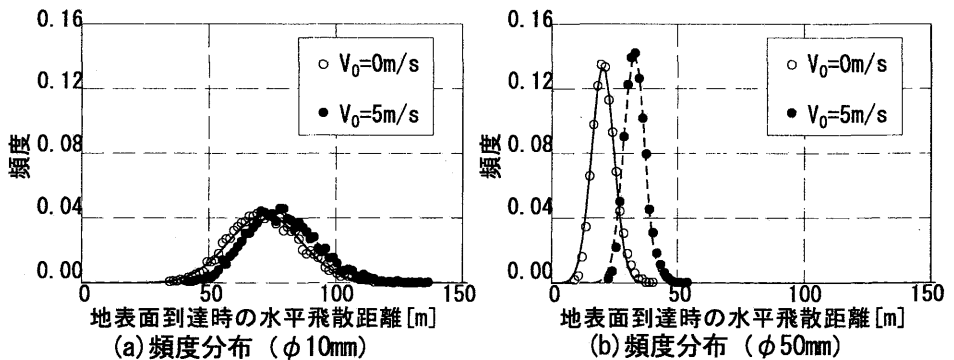 0.16
0.12
0.08
0.04
0.00
頻度
V₀=0m/s
V₀=5m/s
0 50 100 150
地表面到達時の水平飛散距離[m]
(a)頻度分布 (φ10mm)
0.16
0.12
0.08
0.04
0.00
頻度
V₀=0m/s
V₀=5m/s
0 50 100 150
地表面到達時の水平飛散距離[m]
(b)頻度分布 (φ50mm)